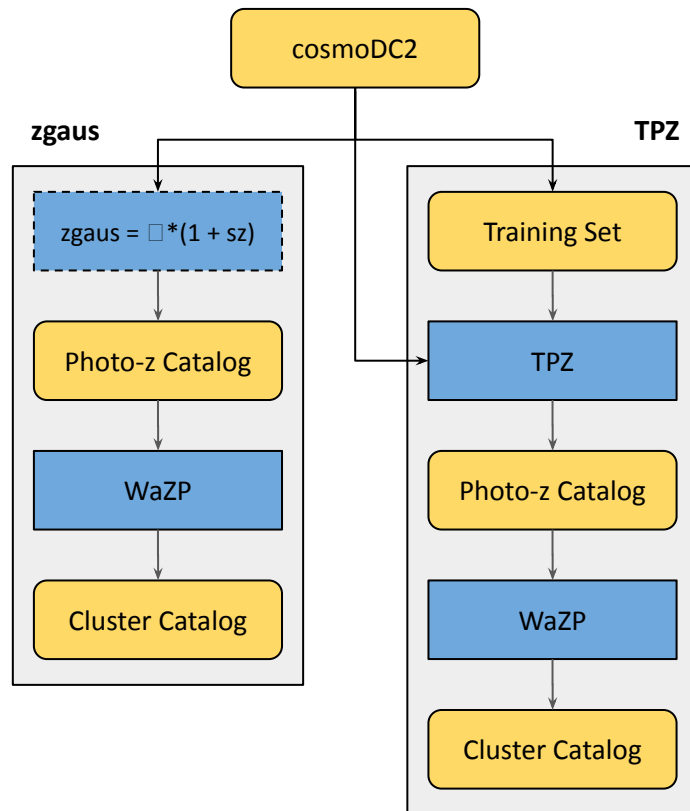 cosmoDC2
zgaus
zgaus = □*(1 + sz)
Photo-z Catalog
WaZP
Cluster Catalog
TPZ
Training Set
TPZ
Photo-z Catalog
WaZP
Cluster Catalog